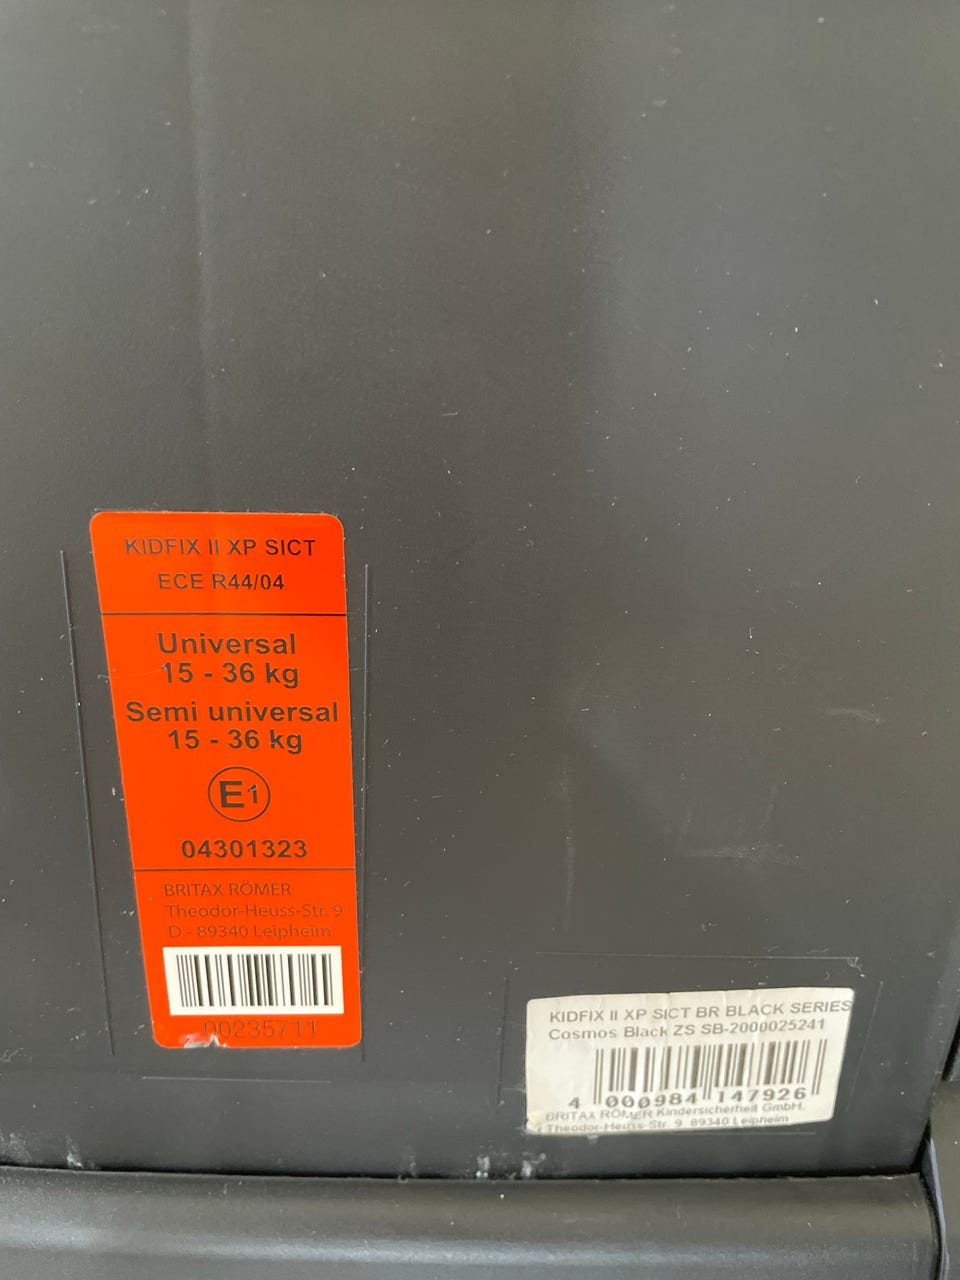 KIDFIX II XP SICT
ECE R44/04
Universal
15 - 36 kg
Semi universal
15 - 36 kg
E1
04301323
BRITAX RÖMER
Theodor-Heuss-Str. 9
D - 89340 Leipheim
00235711
KIDFIX II XP SICT BR BLACK SERIES
Cosmos Black ZS SB-2000025241
4 000984 147926
BRITAX RÖMER Kindersicherheit GmbH,
Theodor-Heuss-Str. 9 89340 Leipheim